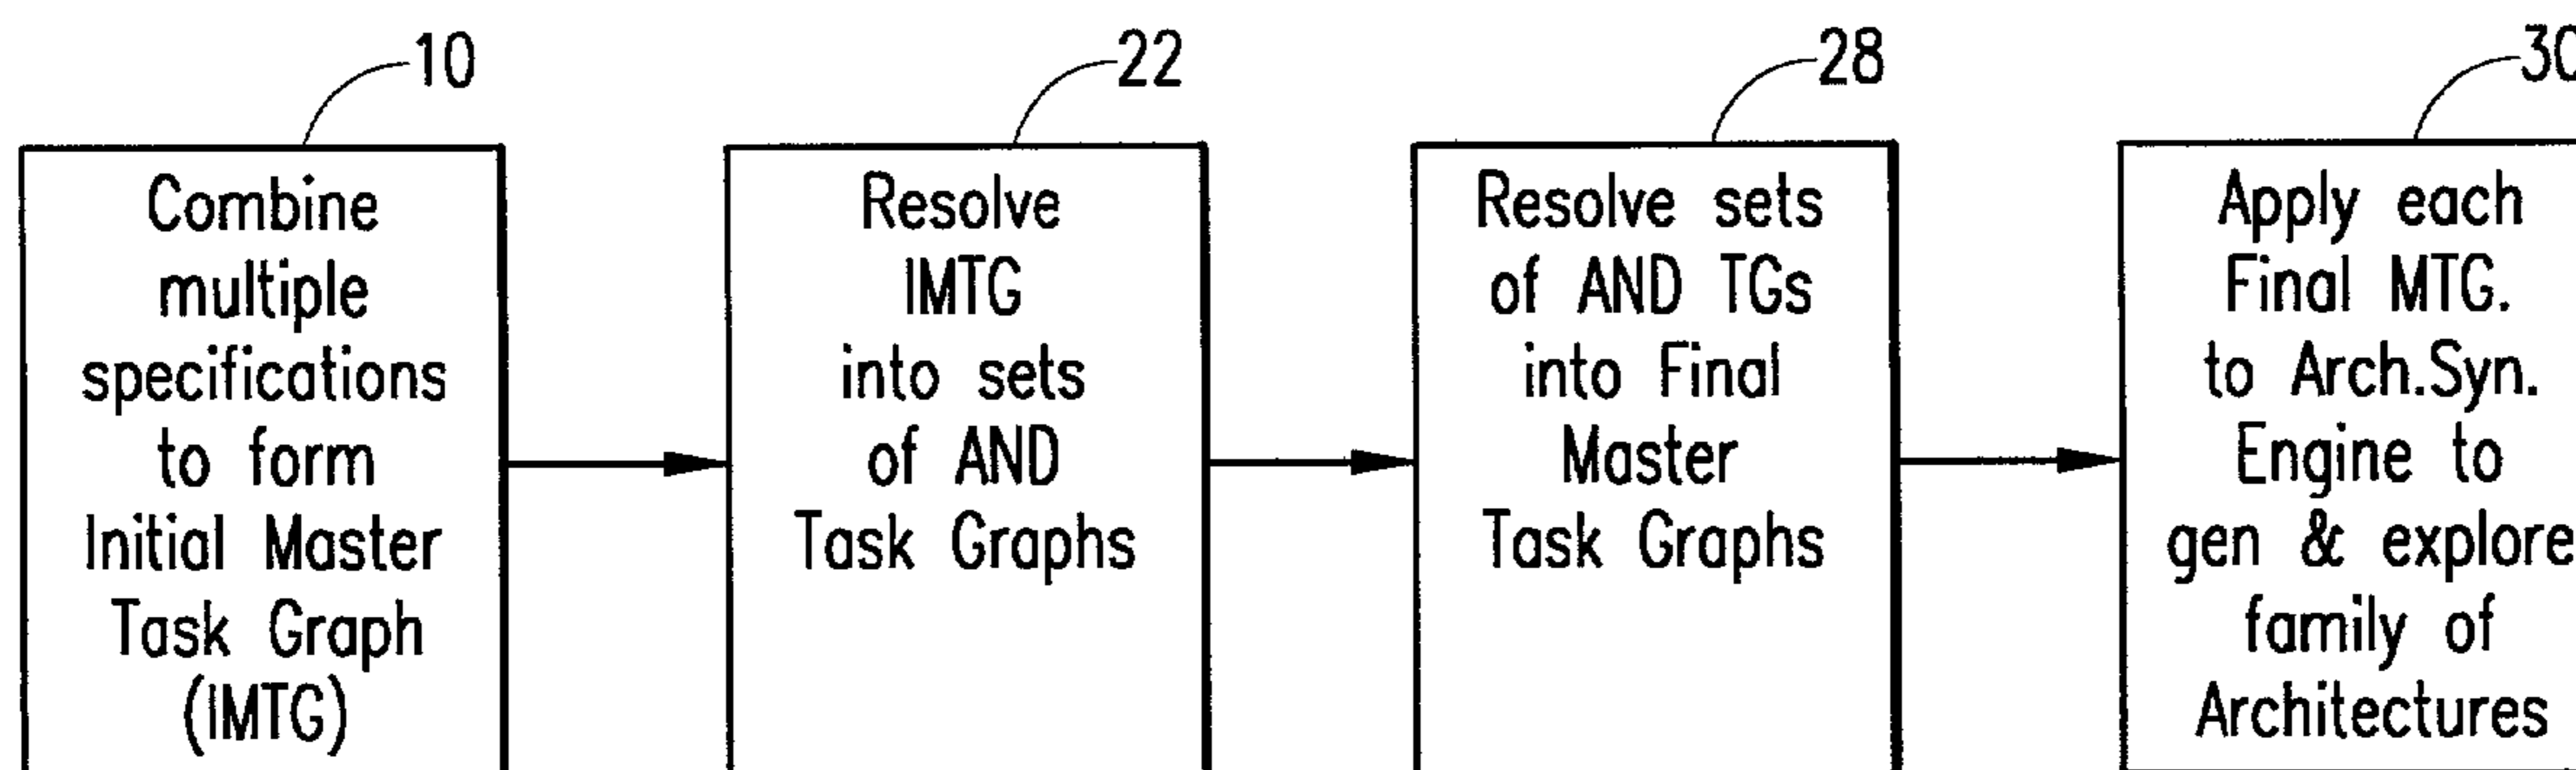 10
22
28
30
Combine
multiple
specifications
to form
Initial Master
Task Graph
(IMTG)
Resolve
IMTG
into sets
of AND
Task Graphs
Resolve sets
of AND TGs
into Final
Master
Task Graphs
Apply each
Final MTG.
to Arch.Syn.
Engine to
gen & explore
family of
Architectures